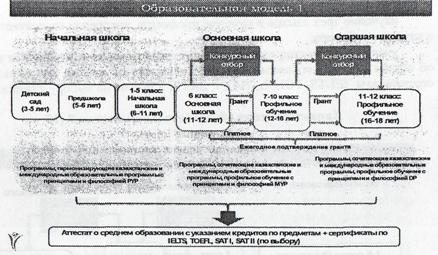 Образовательная модель 1
Начальная школа
Основная школа
Старшая школа
Конкурсный
отбор
Конкурсный
отбор
Детский
сад
(3-5 лет)
Предшкола
(5-6 лет)
1-5 класс:
Начальная
школа
(6-11 лет)
6 класс:
Основная
школа
(11-12 лет)
Грант
7-10 класс:
Профильное
обучение
(12-16 лет)
Грант
11-12 класс:
Профильное
обучение
(16-18 лет)
Платное
Платное
Ежегодное подтверждение гранта
Программы, гармонизирующие казахстанские и
международные образовательные программы с
принципами и философией PYP
Программы, сочетающие казахстанские и
международные образовательные
программы, профильное обучение с
принципами и философией MYP
Программы, сочетающие казахстанские
и международные образовательные
программы, профильное обучение с
принципами и философией DP
Аттестат о среднем образовании с указанием кредитов по предметам + сертификаты по
IELTS, TOEFL, SAT I, SAT II (по выбору)